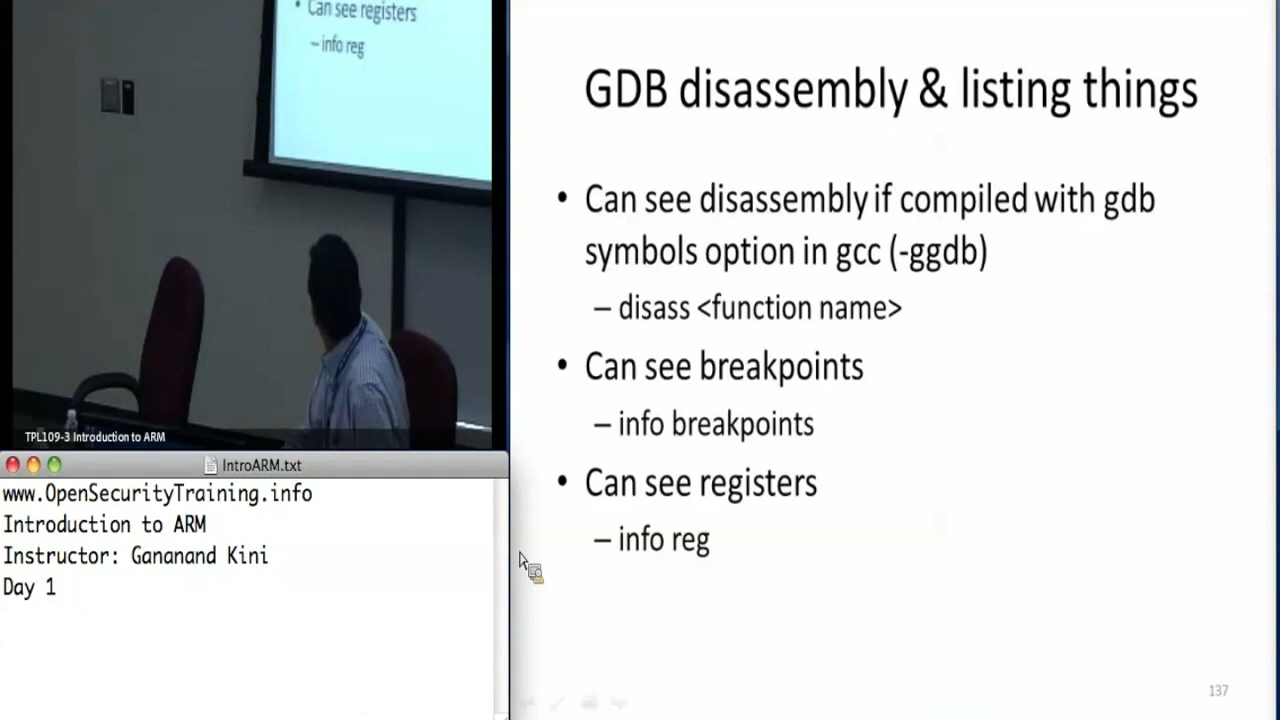 • Can see registers
– info reg
TPL109-3 Introduction to ARM
IntroARM.txt
www.OpenSecurityTraining.info
Introduction to ARM
Instructor: Gananand Kini
Day 1
GDB disassembly & listing things
• Can see disassembly if compiled with gdb
symbols option in gcc (-ggdb)
– disass <function name>
• Can see breakpoints
– info breakpoints
• Can see registers
– info reg
137